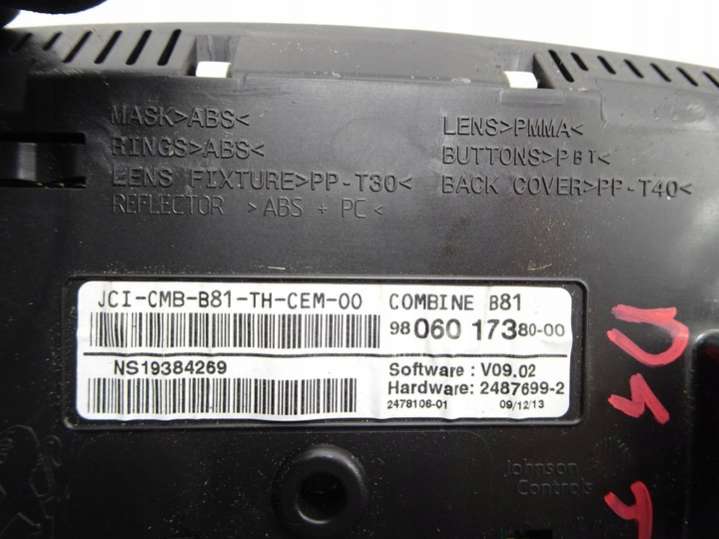 MASK>ABS<
RINGS>ABS<
LENS FIXTURE>PP-T30<
REFLECTOR >ABS + PC<
LENS>PMMA<
BUTTONS>PBT<
BACK COVER>PP-T40<
JCI-CMB-B81-TH-CEM-00
NS19384269
COMBINE B81
98 060 173 80-00
Software : V09.02
Hardware: 2487699-2
2478106-01 09/12/13
Johnson
Controls